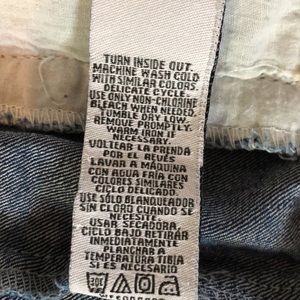 TURN INSIDE OUT.
MACHINE WASH COLD
WITH SIMILAR COLORS.
DELICATE CYCLE.
USE ONLY NON-CHLORINE
BLEACH WHEN NEEDED.
TUMBLE DRY LOW.
REMOVE PROMPTLY.
WARM IRON IF
NECESSARY.
VOLTEAR LA PRENDA
POR EL REVÉS
LAVAR A MÁQUINA
CON AGUA FRÍA CON
COLORES SIMILARES
CICLO DELICADO.
USE SÓLO BLANQUEADOR
SIN CLORO CUANDO SE
NECESITE.
USAR SECADORA,
CICLO BAJO RETIRAR
INMEDIATAMENTE
PLANCHAR A
TEMPERATURA TIBIA
SI ES NECESARIO
30